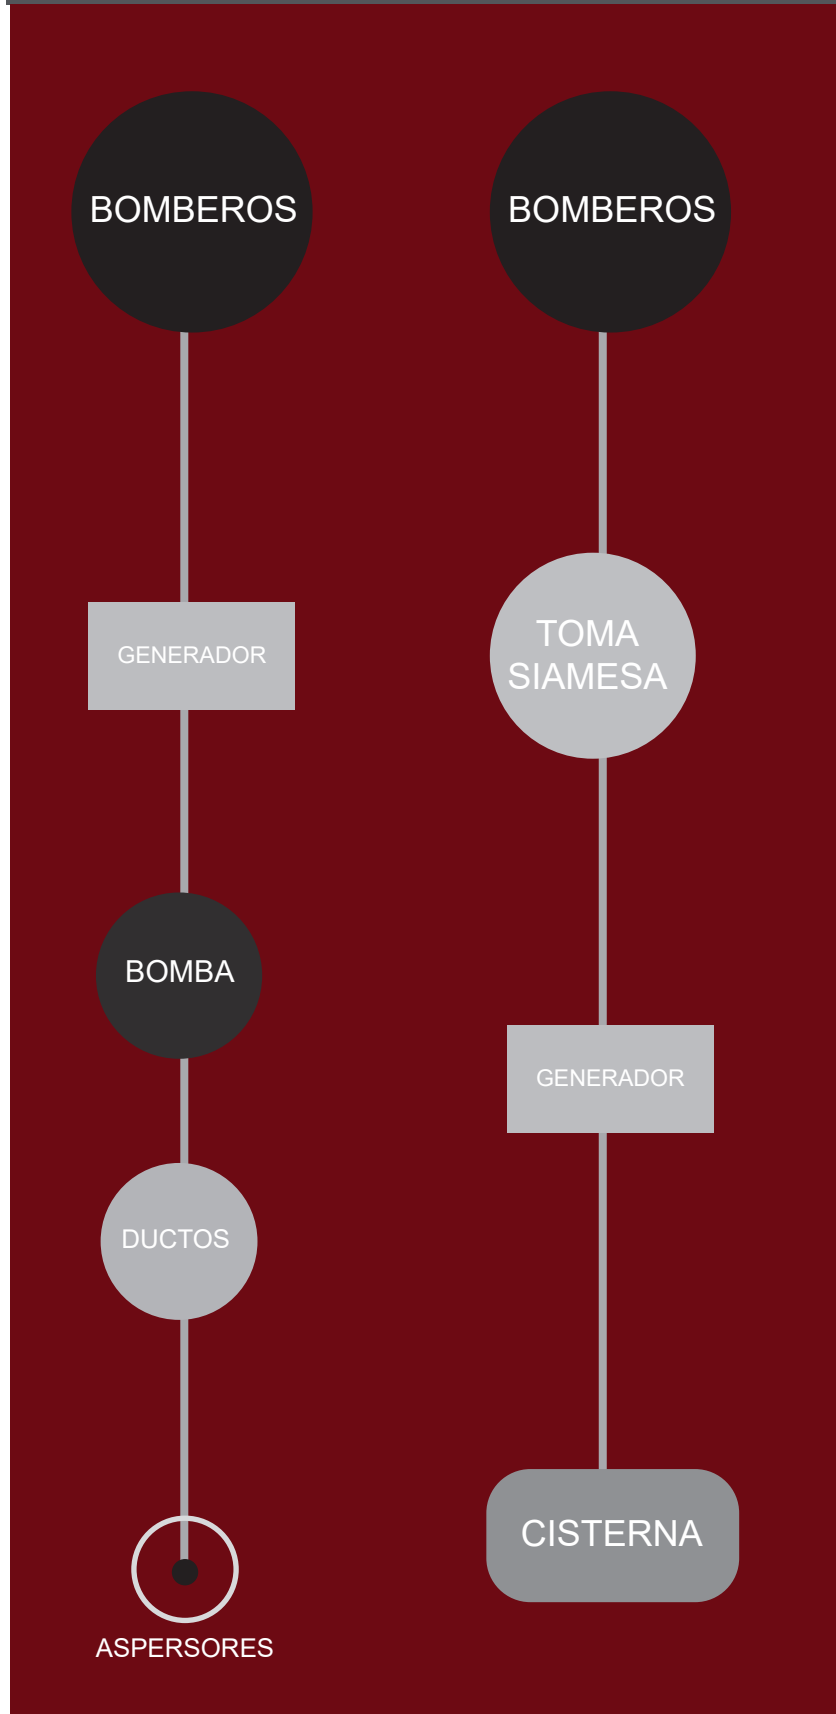 BOMBEROS
GENERADOR
BOMBA
DUCTOS
ASPERSORES
BOMBEROS
TOMA
SIAMESA
GENERADOR
CISTERNA